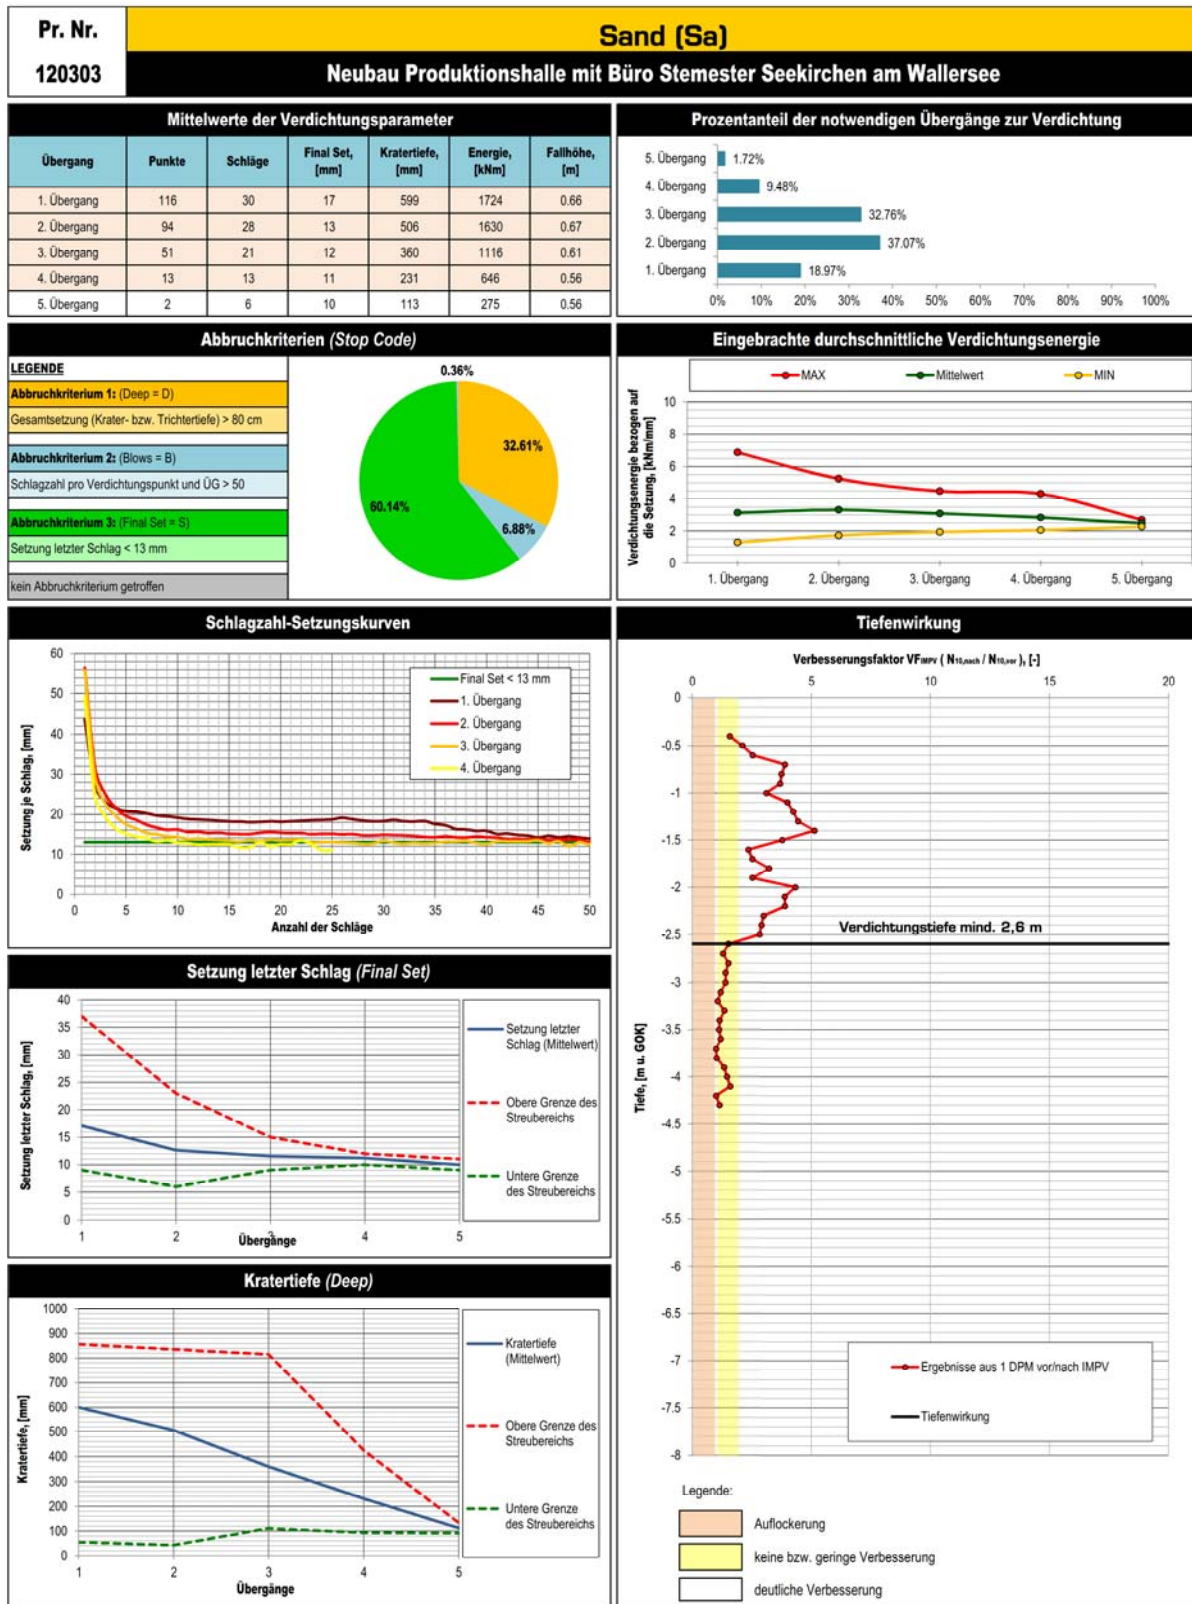 Pr. Nr.
120303
Sand (Sa)
Neubau Produktionshalle mit Büro Stemester Seekirchen am Wallersee
Mittelwerte der Verdichtungsparameter
Übergang Punkte Schläge Final Set, [mm] Kratertiefe, [mm] Energie, [kNm] Fallhöhe, [m]
1. Übergang 116 30 17 599 1724 0.66
2. Übergang 94 28 13 506 1630 0.67
3. Übergang 51 21 12 360 1116 0.61
4. Übergang 13 13 11 231 646 0.56
5. Übergang 2 6 10 113 275 0.56
Prozentanteil der notwendigen Übergänge zur Verdichtung
5. Übergang 1.72%
4. Übergang 9.48%
3. Übergang 32.76%
2. Übergang 37.07%
1. Übergang 18.97%
0% 10% 20% 30% 40% 50% 60% 70% 80% 90% 100%
Abbruchkriterien (Stop Code)
LEGENDE
Abbruchkriterium 1: (Deep = D)
Gesamtsetzung (Krater- bzw. Trichtertiefe) > 80 cm
Abbruchkriterium 2: (Blows = B)
Schlagzahl pro Verdichtungspunkt und ÜG > 50
Abbruchkriterium 3: (Final Set = S)
Setzung letzter Schlag < 13 mm
kein Abbruchkriterium getroffen
0.36%
32.61%
60.14%
6.88%
Eingebrachte durchschnittliche Verdichtungsenergie
MAX Mittelwert MIN
Verdichtungsenergie bezogen auf
die Setzung, [kNm/mm]
10
8
6
4
2
0
1. Übergang 2. Übergang 3. Übergang 4. Übergang 5. Übergang
Schlagzahl-Setzungskurven
Setzung je Schlag, [mm]
60
50
40
30
20
10
0
Final Set < 13 mm
1. Übergang
2. Übergang
3. Übergang
4. Übergang
0 5 10 15 20 25 30 35 40 45 50
Anzahl der Schläge
Setzung letzter Schlag (Final Set)
Setzung letzter Schlag, [mm]
40
35
30
25
20
15
10
5
0
1 2 3 4 5
Übergänge
Setzung letzter
Schlag (Mittelwert)
Obere Grenze des
Streubereichs
Untere Grenze
des Streubereichs
Kratertiefe (Deep)
Kratertiefe, [mm]
1000
900
800
700
600
500
400
300
200
100
0
1 2 3 4 5
Übergänge
Kratertiefe
(Mittelwert)
Obere Grenze des
Streubereichs
Untere Grenze
des Streubereichs
Tiefenwirkung
Verbesserungsfaktor VFIMPV ( N10,nach / N10,vor ), [-]
0 5 10 15 20
Tiefe, [m u. GOK]
0
-0.5
-1
-1.5
-2
-2.5
-3
-3.5
-4
-4.5
-5
-5.5
-6
-6.5
-7
-7.5
-8
Verdichtungstiefe mind. 2,6 m
Ergebnisse aus 1 DPM vor/nach IMPV
Tiefenwirkung
Legende:
Auflockerung
keine bzw. geringe Verbesserung
deutliche Verbesserung